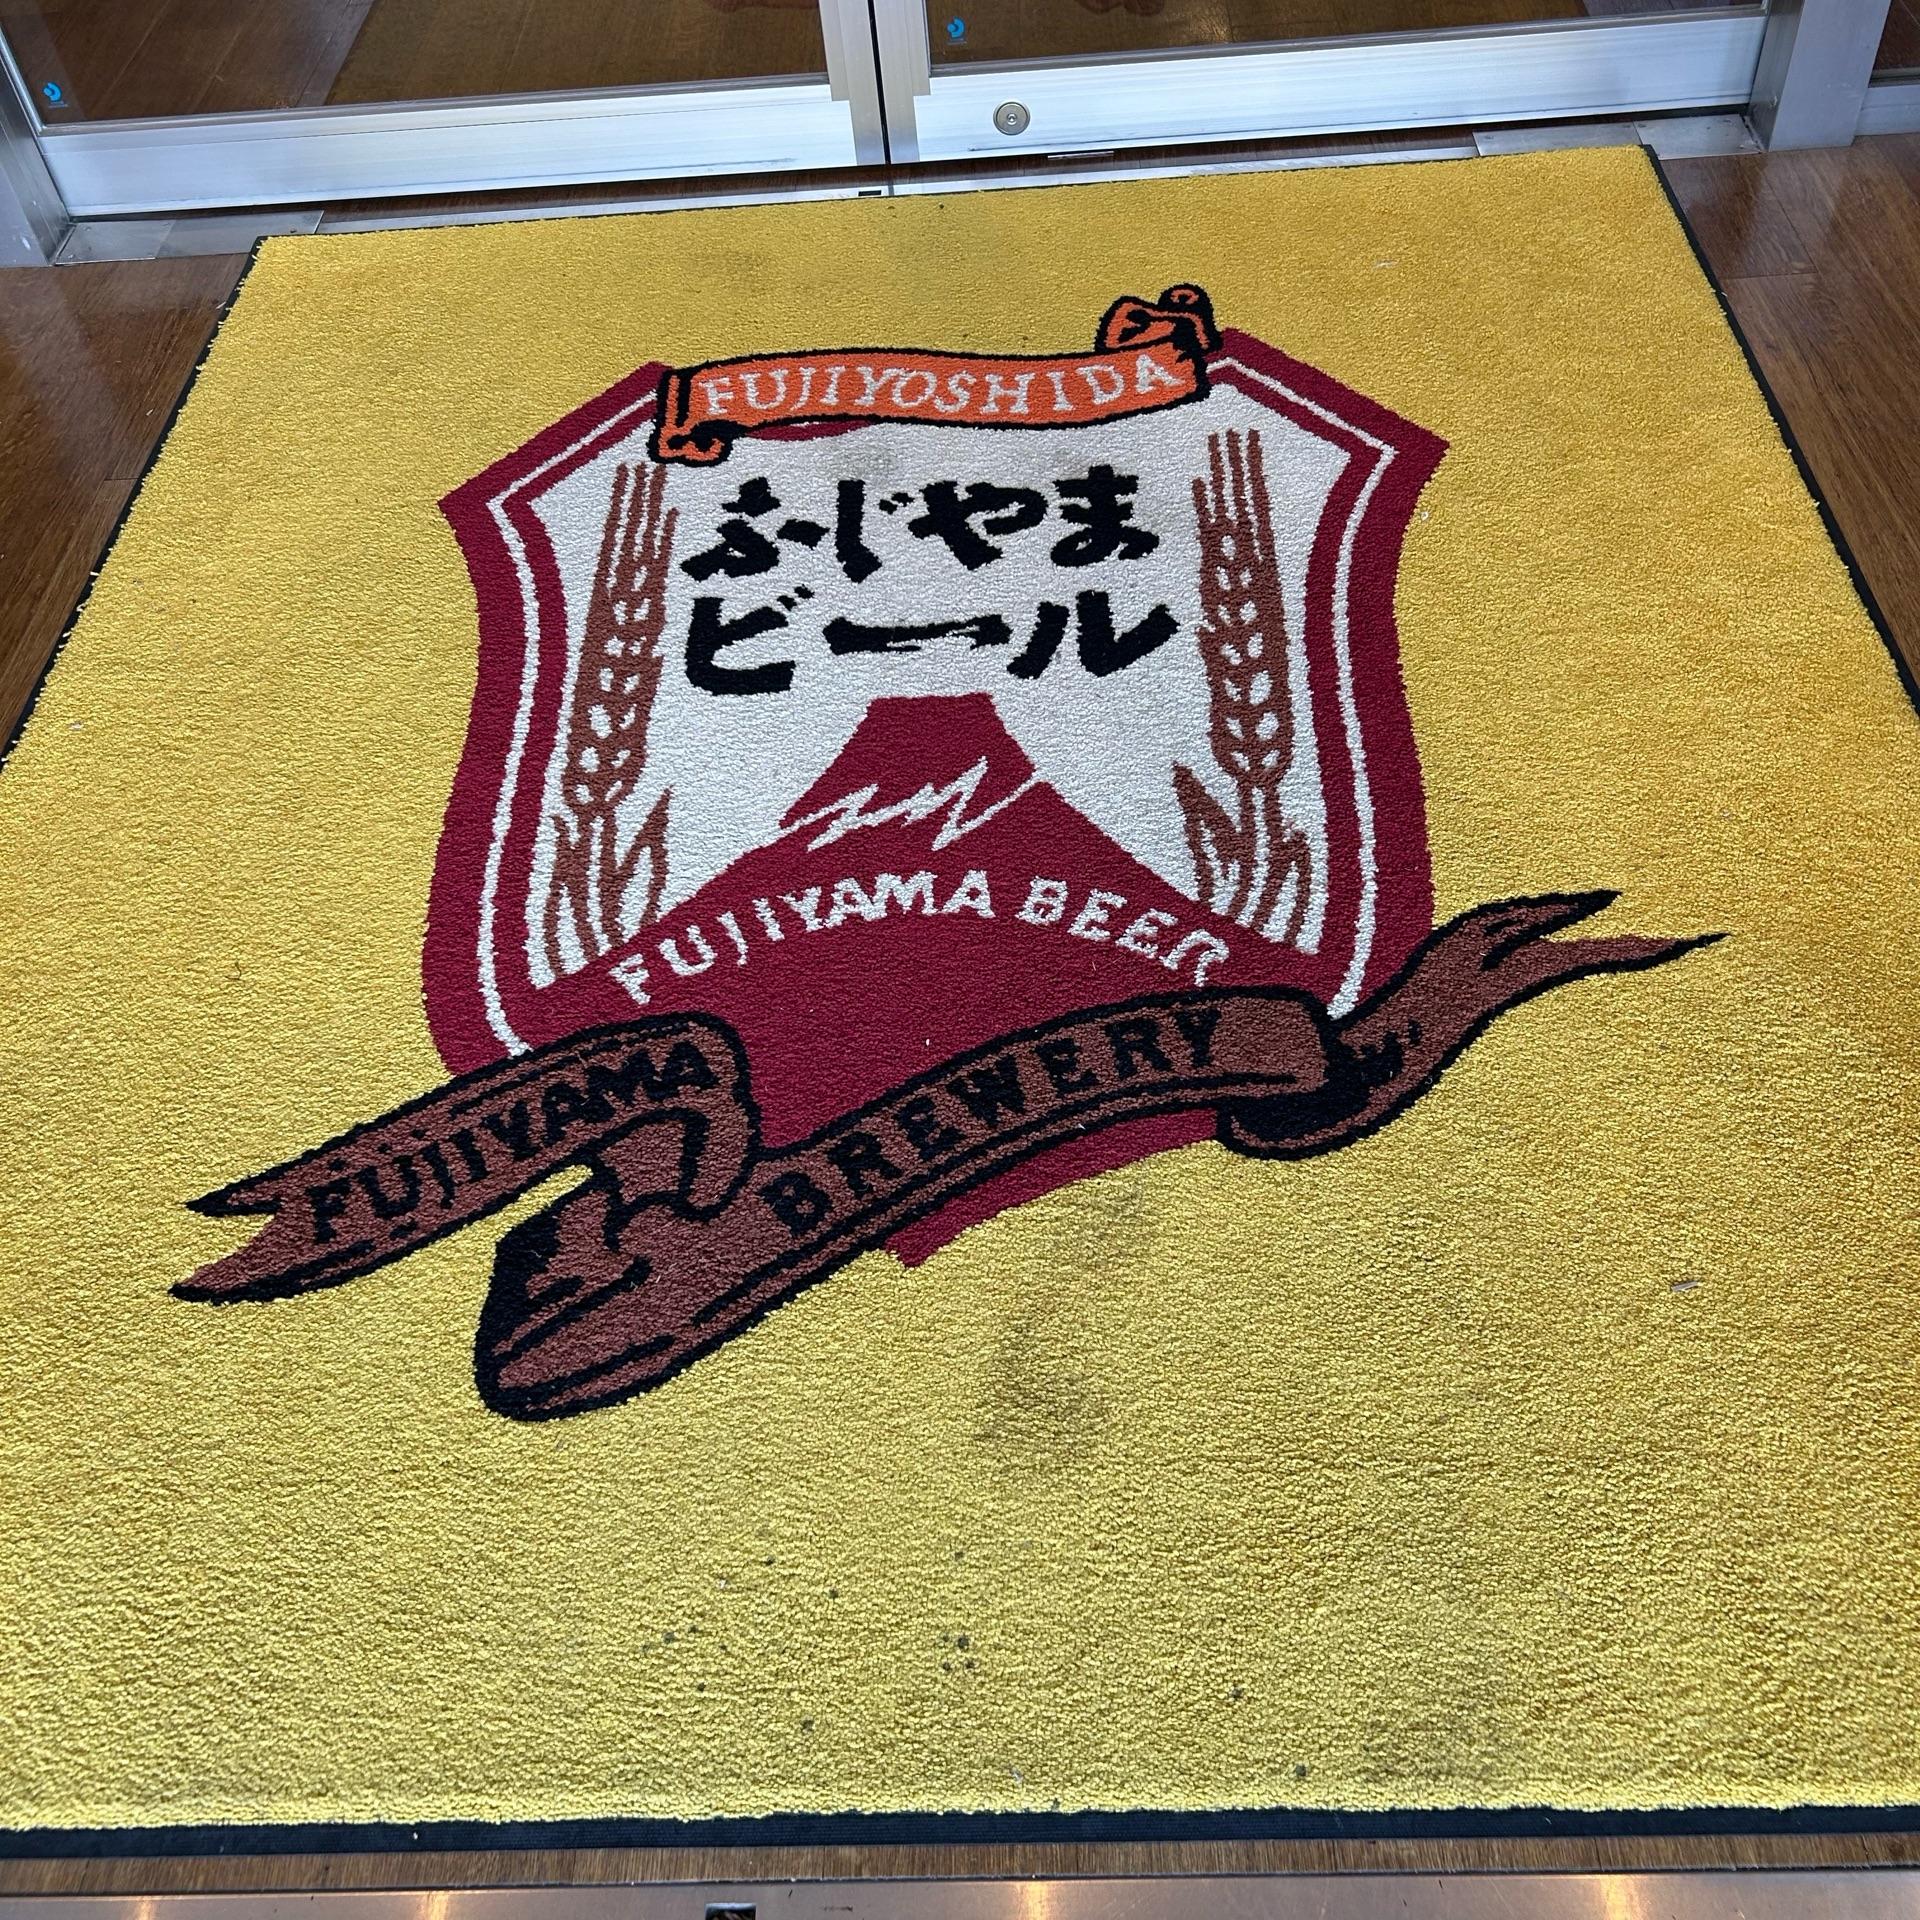 FUJIYOSHIDA
ふじやま
ビール
FUJIYAMA BEER
FUJIYAMA
BREWERY